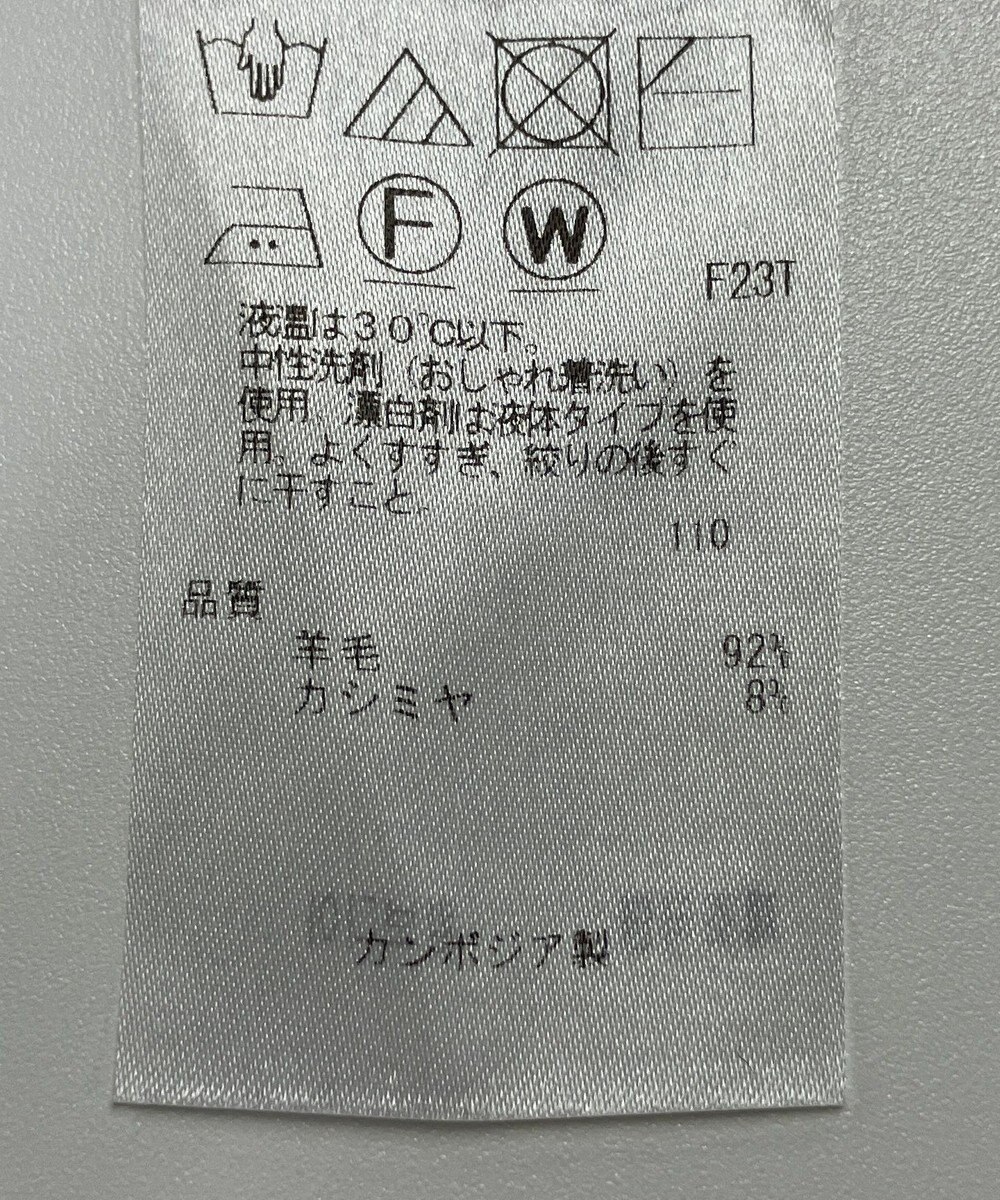 F
W
F23T
液温は30℃以下。
中性洗剤（おしゃれ着洗い）を
使用、漂白剤は液体タイプを使
用。よくすすぎ、絞りの後すぐ
に干すこと。
110
品質
羊毛 92%
カシミヤ 8%
カンボジア製